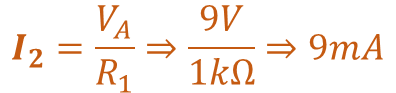 I₂ = V_A/R₁ ⇒ 9V/1kΩ ⇒ 9mA